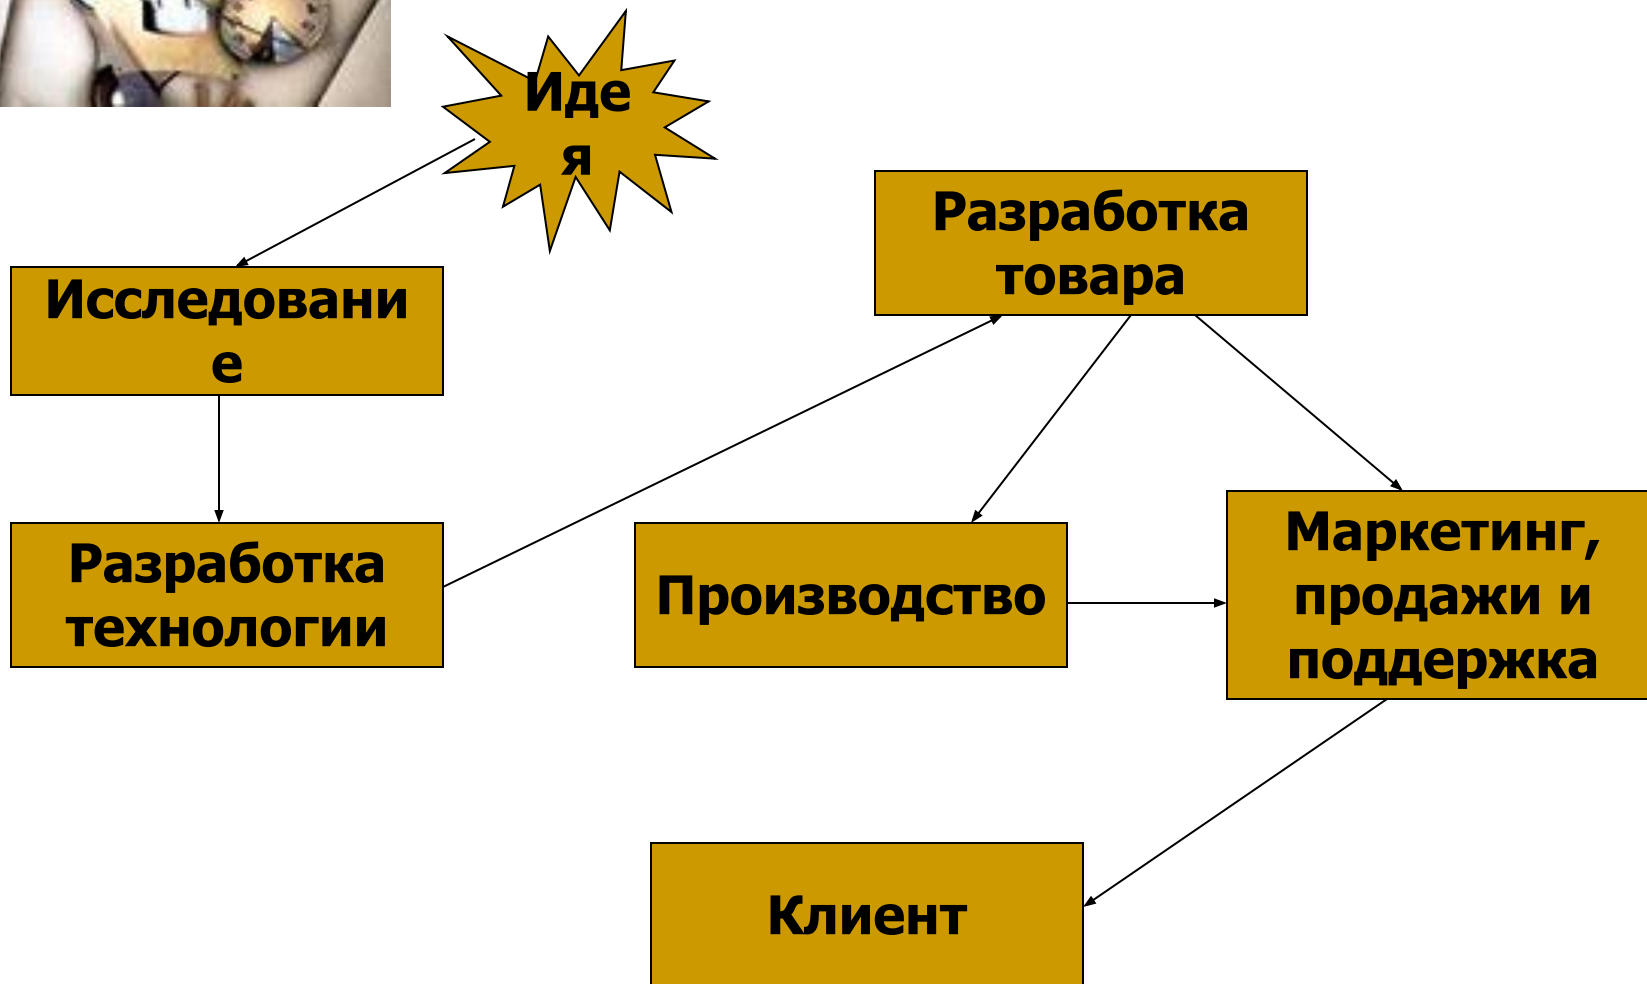 Иде
я
Разработка
товара
Исследовани
е
Разработка
технологии
Производство
Маркетинг,
продажи и
поддержка
Клиент